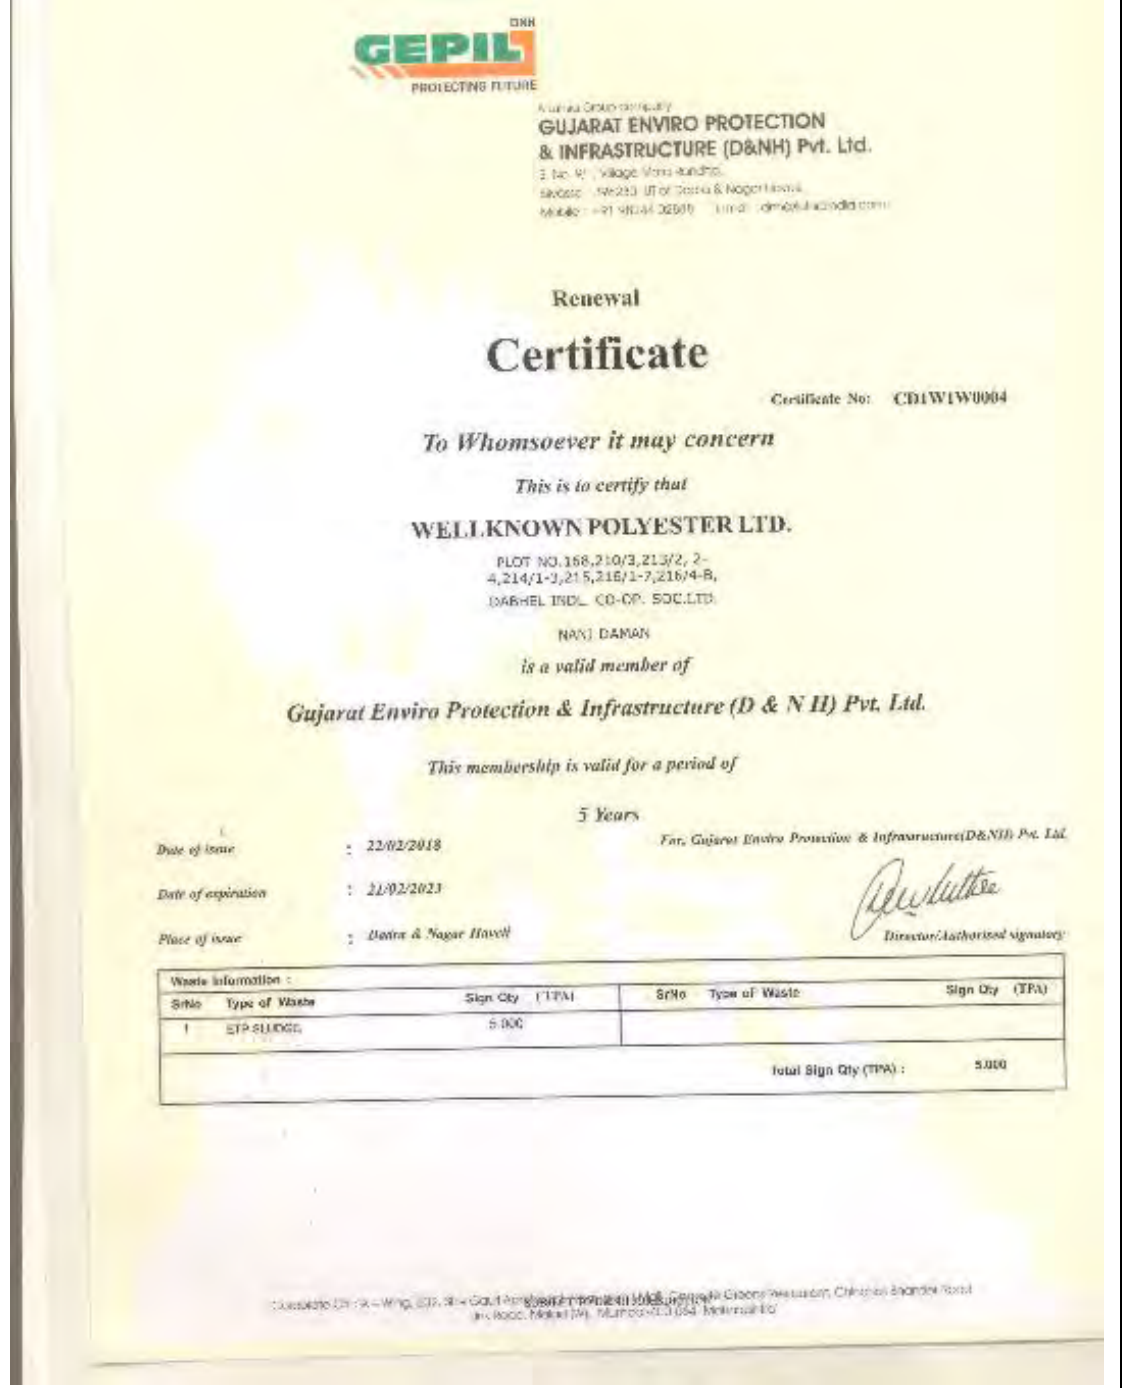 D&NH
GEPIL
PROTECTING FUTURE
GUJARAT ENVIRO PROTECTION
& INFRASTRUCTURE (D&NH) Pvt. Ltd.
Renewal
Certificate
Certificate No: CD1W1W0004
To Whomsoever it may concern
This is to certify that
WELLKNOWN POLYESTER LTD.
PLOT NO.168,210/3,213/2, 2-
4,214/1-3,215,216/1-7,216/4-B,
DABHEL INDL. CO-OP. SOC.LTD.
NANI DAMAN
is a valid member of
Gujarat Enviro Protection & Infrastructure (D & N H) Pvt. Ltd.
This membership is valid for a period of
5 Years
For, Gujarat Enviro Protection & Infrastructure(D&NH) Pvt. Ltd.
Date of issue : 22/02/2018
Date of expiration : 21/02/2023
Place of issue : Dadra & Nagar Haveli
Director/Authorised signatory
Waste Information :
SrNo Type of Waste Sign Qty (TPA) SrNo Type of Waste Sign Qty (TPA)
1 ETP SLUDGE 5.000
Total Sign Qty (TPA) : 5.000